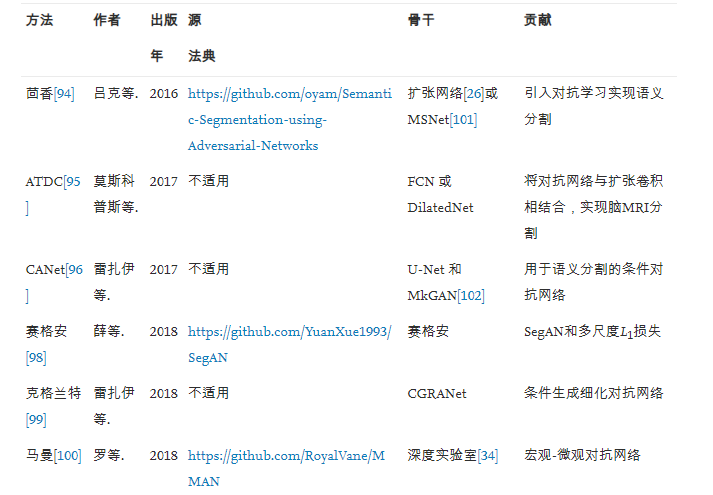 方法 作者 出版年 源法典 骨干 贡献
茴香[94] 吕克等. 2016 https://github.com/oyam/Semantic-Segmentation-using-Adversarial-Networks 扩张网络[26]或MSNet[101] 引入对抗学习实现语义分割
ATDC[95] 莫斯科普斯等. 2017 不适用 FCN 或 DilatedNet 将对抗网络与扩张卷积相结合，实现脑MRI分割
CANet[96] 雷扎伊等. 2017 不适用 U-Net 和 MkGAN[102] 用于语义分割的条件对抗网络
赛格安[98] 薛等. 2018 https://github.com/YuanXue1993/SegAN 赛格安 SegAN和多尺度L1损失
克格兰特[99] 雷扎伊等. 2018 不适用 CGRANet 条件生成细化对抗网络
马曼[100] 罗等. 2018 https://github.com/RoyalVane/MMAN 深度实验室[34] 宏观-微观对抗网络